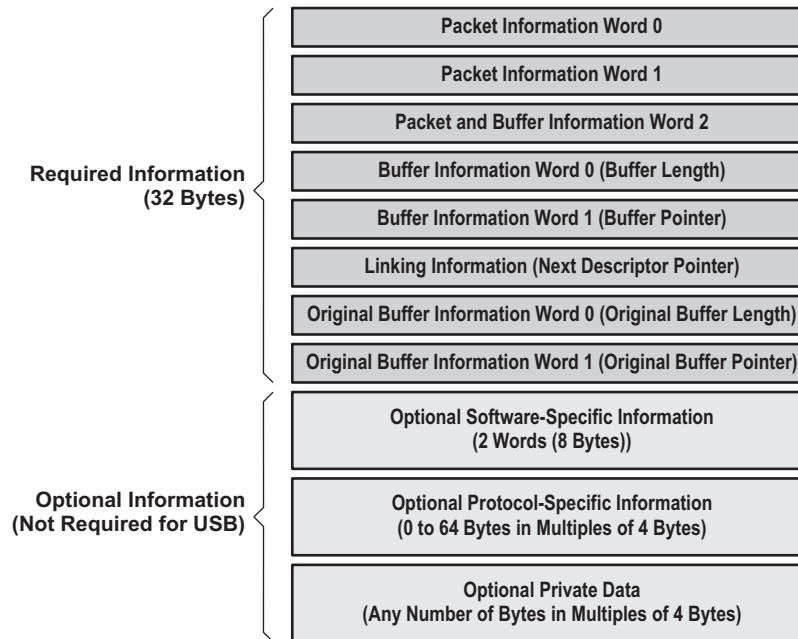 Packet Information Word 0
Packet Information Word 1
Packet and Buffer Information Word 2
Required Information
(32 Bytes)
Buffer Information Word 0 (Buffer Length)
Buffer Information Word 1 (Buffer Pointer)
Linking Information (Next Descriptor Pointer)
Original Buffer Information Word 0 (Original Buffer Length)
Original Buffer Information Word 1 (Original Buffer Pointer)
Optional Software-Specific Information
(2 Words (8 Bytes))
Optional Information
(Not Required for USB)
Optional Protocol-Specific Information
(0 to 64 Bytes in Multiples of 4 Bytes)
Optional Private Data
(Any Number of Bytes in Multiples of 4 Bytes)